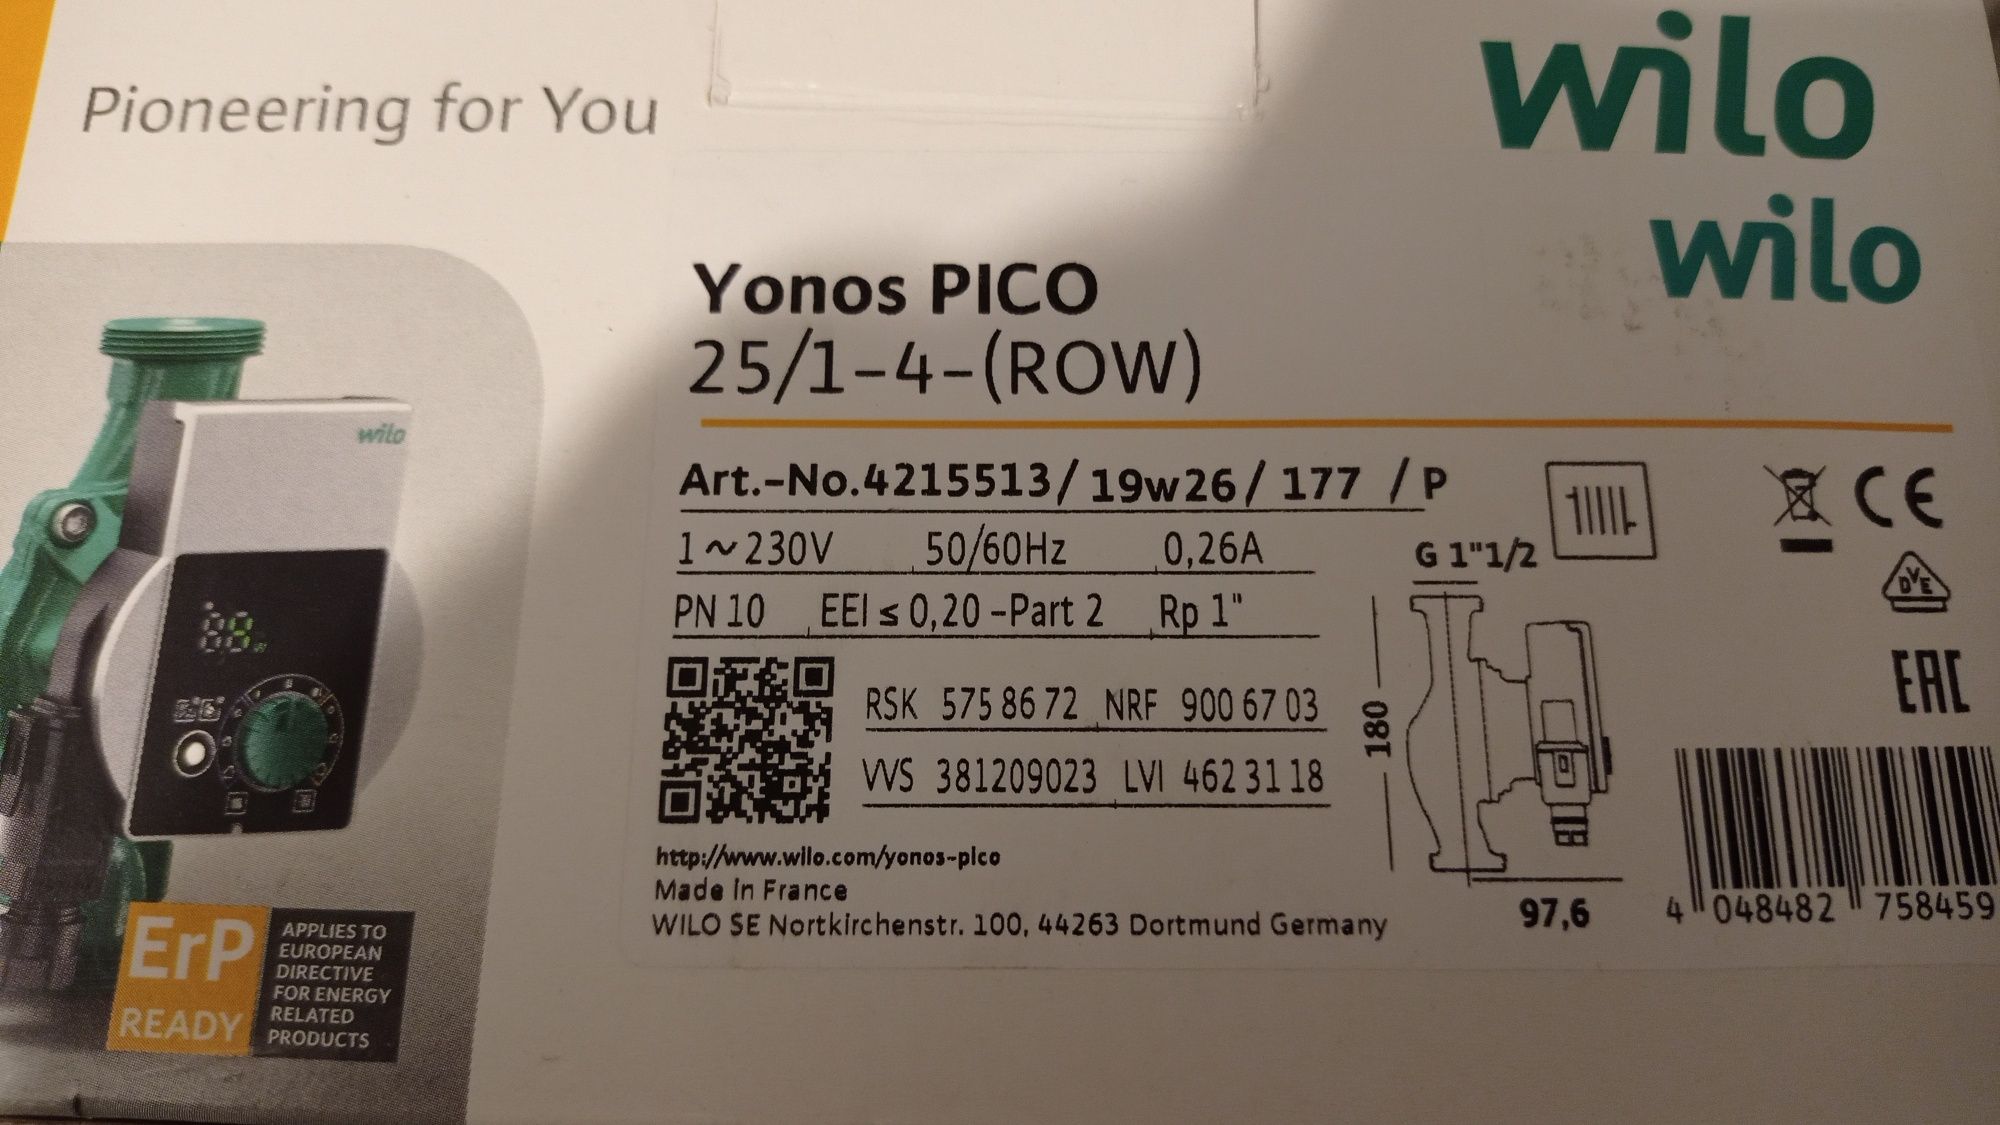 Pioneering for You
wilo
wilo
Yonos PICO
25/1-4-(ROW)
wilo
Art.-No.4215513/ 19w26/ 177 / P
1~230V 50/60Hz 0,26A
PN 10 EEI ≤ 0,20 -Part 2 Rp 1"
G 1"1/2
CE
DVE
EAC
RSK 575 86 72 NRF 900 67 03
VVS 381209023 LVI 462 31 18
180
97,6
http://www.wilo.com/yonos-pico
Made in France
WILO SE Nortkirchenstr. 100, 44263 Dortmund Germany
4 048482 758459
ErP
READY
APPLIES TO
EUROPEAN
DIRECTIVE
FOR ENERGY
RELATED
PRODUCTS